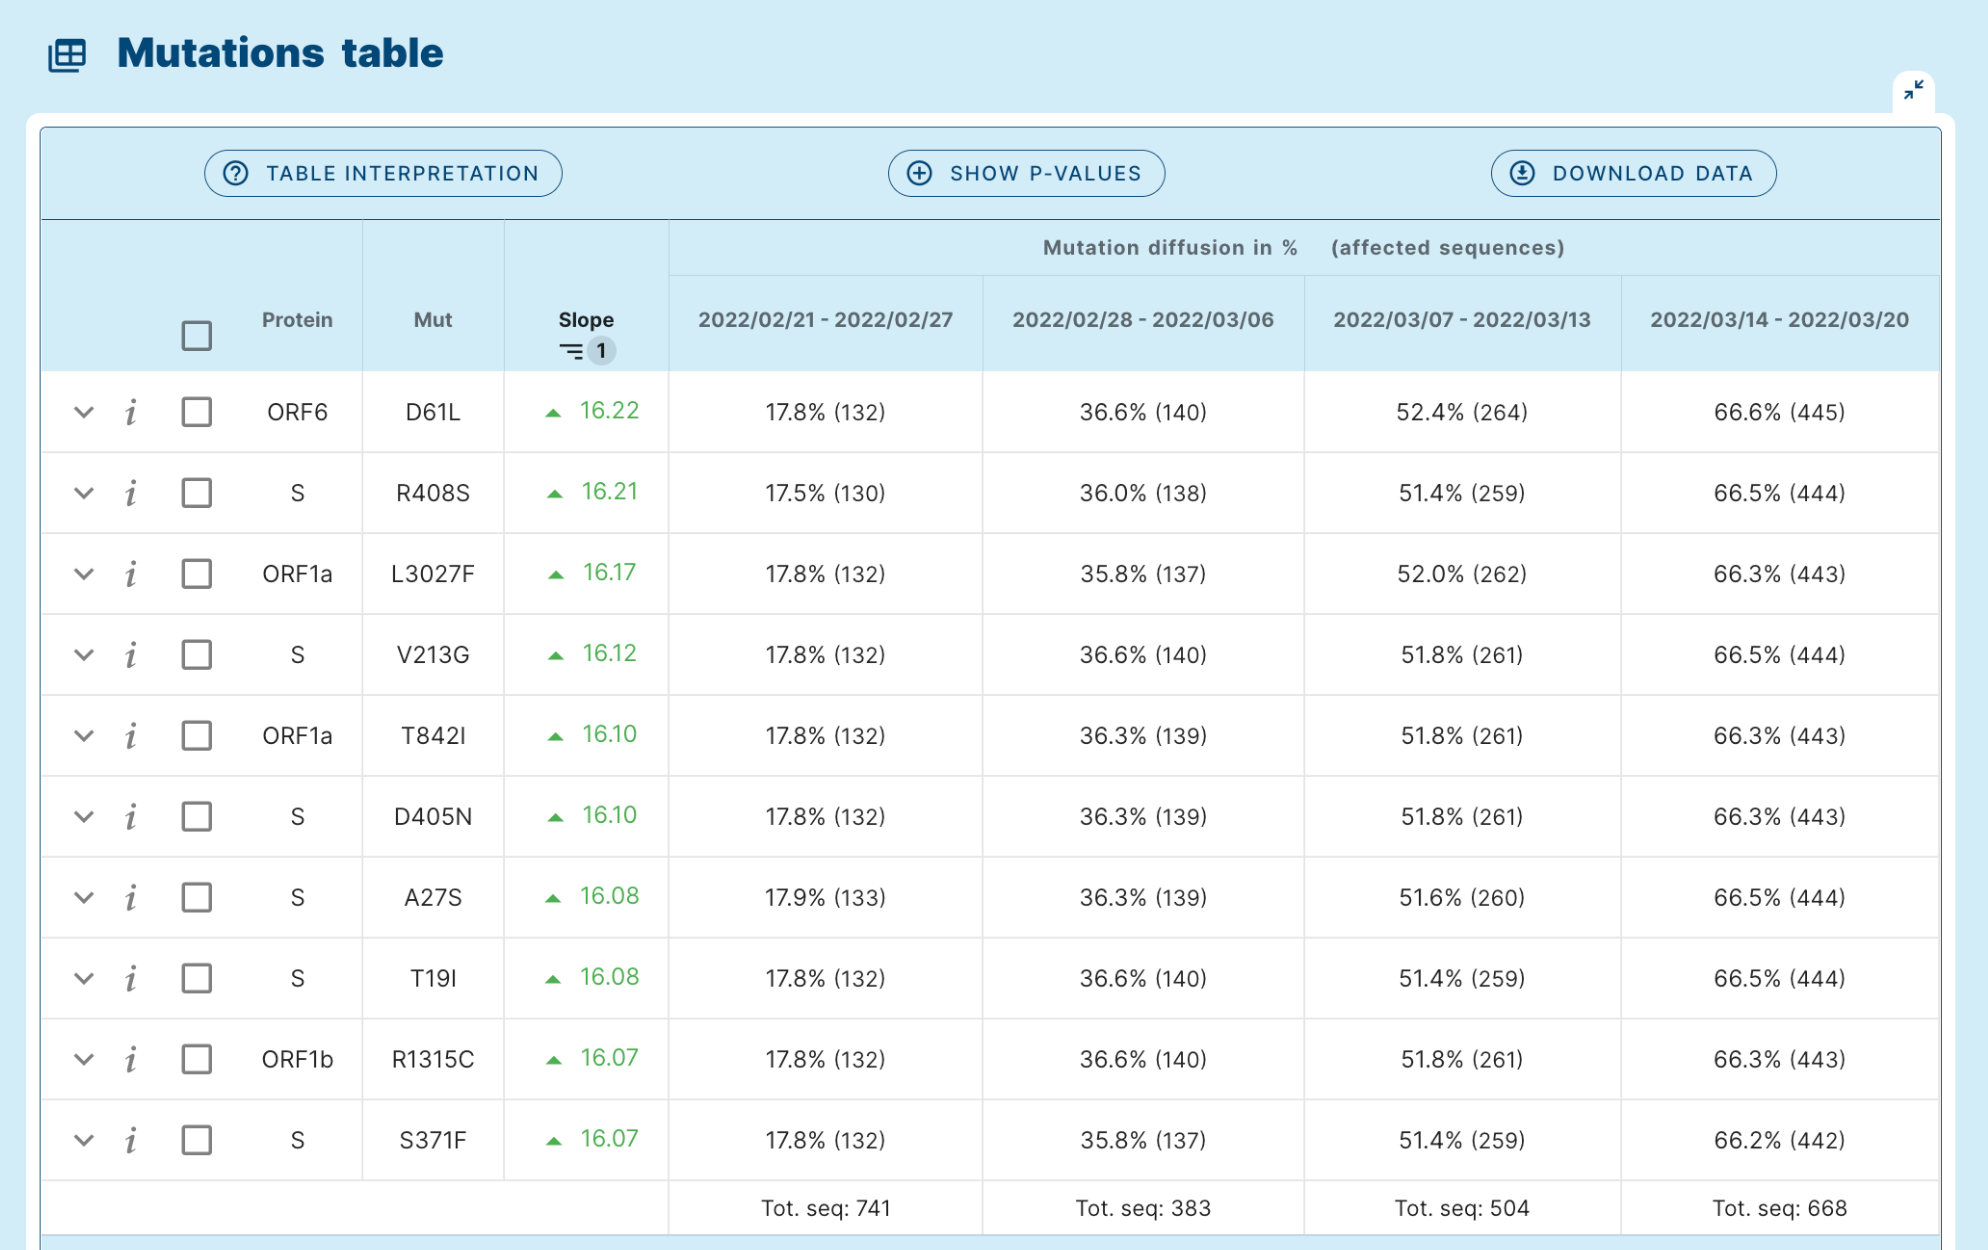 Mutations table
TABLE INTERPRETATION SHOW P-VALUES DOWNLOAD DATA
Mutation diffusion in % (affected sequences)
Protein Mut Slope 2022/02/21 - 2022/02/27 2022/02/28 - 2022/03/06 2022/03/07 - 2022/03/13 2022/03/14 - 2022/03/20
1
i ORF6 D61L 16.22 17.8% (132) 36.6% (140) 52.4% (264) 66.6% (445)
i S R408S 16.21 17.5% (130) 36.0% (138) 51.4% (259) 66.5% (444)
i ORF1a L3027F 16.17 17.8% (132) 35.8% (137) 52.0% (262) 66.3% (443)
i S V213G 16.12 17.8% (132) 36.6% (140) 51.8% (261) 66.5% (444)
i ORF1a T842I 16.10 17.8% (132) 36.3% (139) 51.8% (261) 66.3% (443)
i S D405N 16.10 17.8% (132) 36.3% (139) 51.8% (261) 66.3% (443)
i S A27S 16.08 17.9% (133) 36.3% (139) 51.6% (260) 66.5% (444)
i S T19I 16.08 17.8% (132) 36.6% (140) 51.4% (259) 66.5% (444)
i ORF1b R1315C 16.07 17.8% (132) 36.6% (140) 51.8% (261) 66.3% (443)
i S S371F 16.07 17.8% (132) 35.8% (137) 51.4% (259) 66.2% (442)
Tot. seq: 741 Tot. seq: 383 Tot. seq: 504 Tot. seq: 668